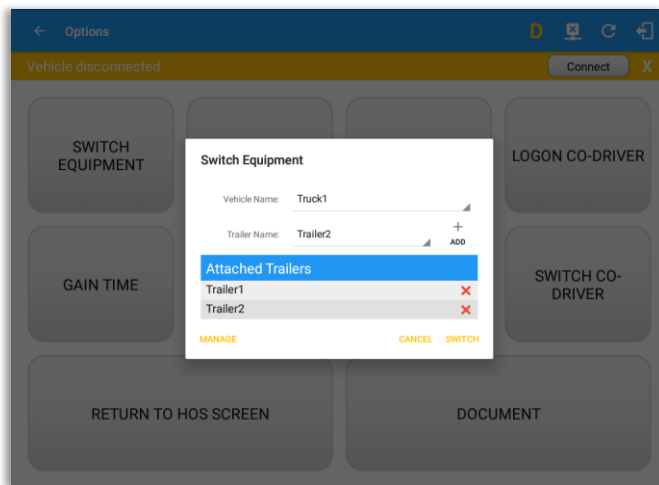 Options
D
Vehicle disconnected
Connect
X
SWITCH
EQUIPMENT
LOGON CO-DRIVER
Switch Equipment
Vehicle Name:
Truck1
Trailer Name:
Trailer2
ADD
Attached Trailers
Trailer1
Trailer2
MANAGE
CANCEL
SWITCH
GAIN TIME
SWITCH CO-
DRIVER
RETURN TO HOS SCREEN
DOCUMENT